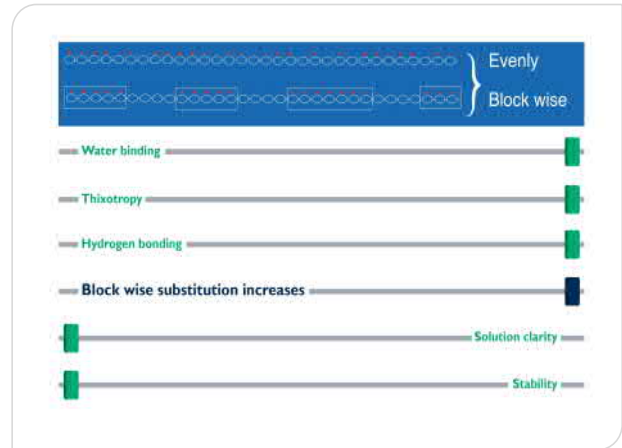 Evenly
Block wise
Water binding
Thixotropy
Hydrogen bonding
Block wise substitution increases
Solution clarity
Stability